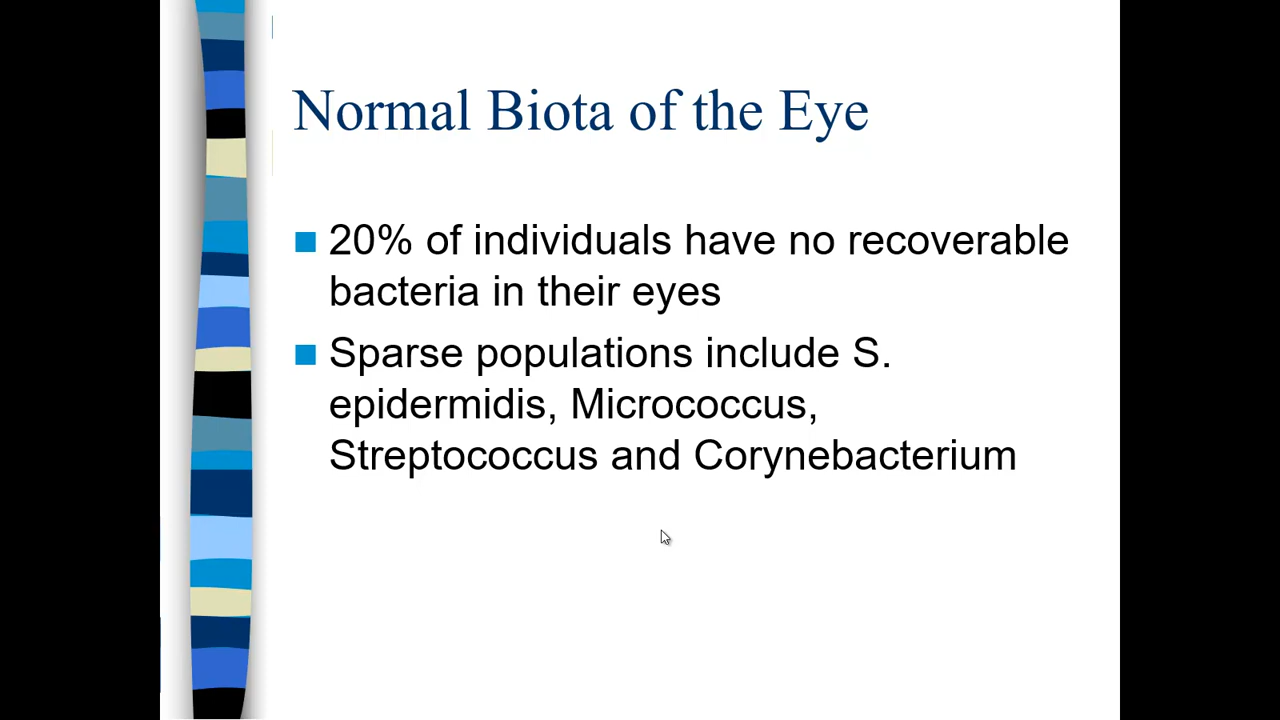 Normal Biota of the Eye
20% of individuals have no recoverable
bacteria in their eyes
Sparse populations include S.
epidermidis, Micrococcus,
Streptococcus and Corynebacterium